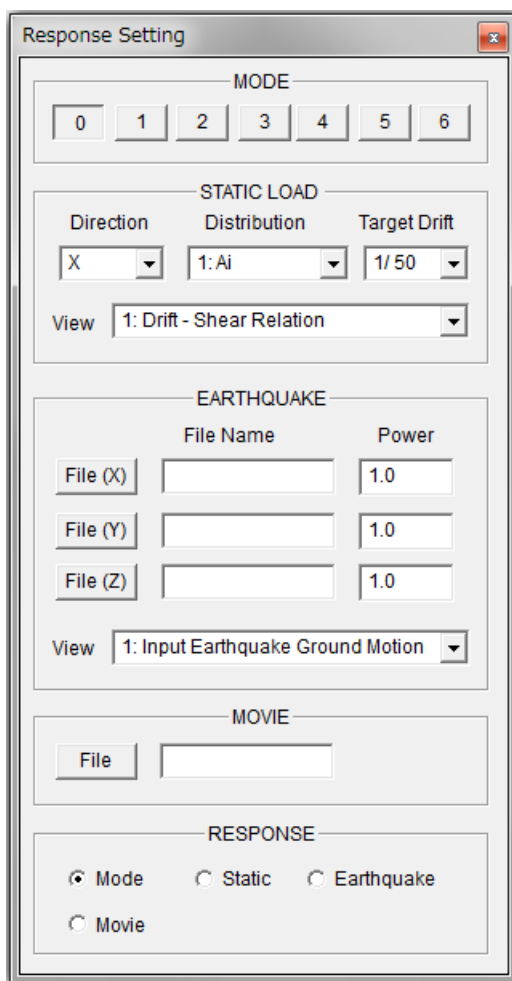 Response Setting
x
MODE
0 1 2 3 4 5 6
STATIC LOAD
Direction Distribution Target Drift
X 1: Ai 1/ 50
View 1: Drift - Shear Relation
EARTHQUAKE
File Name Power
File (X) 1.0
File (Y) 1.0
File (Z) 1.0
View 1: Input Earthquake Ground Motion
MOVIE
File
RESPONSE
Mode Static Earthquake
Movie